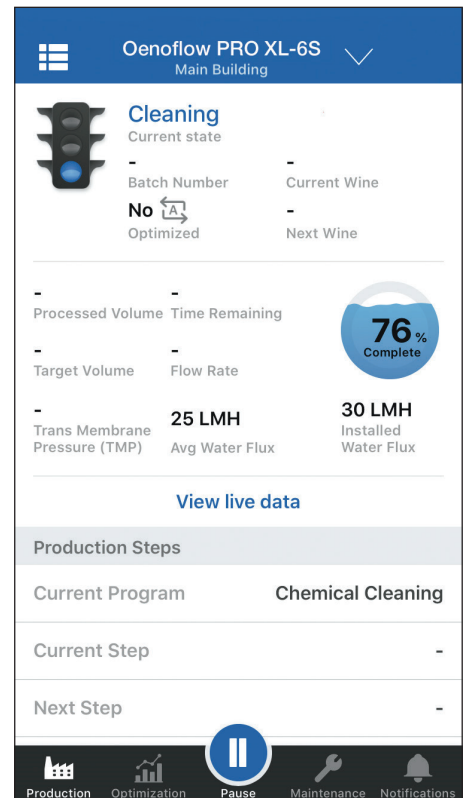 Oenoflow PRO XL-6S
Main Building
Cleaning
Current state
- -
Batch Number Current Wine
No A -
Optimized Next Wine
- -
Processed Volume Time Remaining
76%
Complete
- -
Target Volume Flow Rate
- 25 LMH 30 LMH
Trans Membrane Pressure (TMP) Avg Water Flux Installed Water Flux
View live data
Production Steps
Current Program Chemical Cleaning
Current Step -
Next Step -
Production Optimization Pause Maintenance Notifications